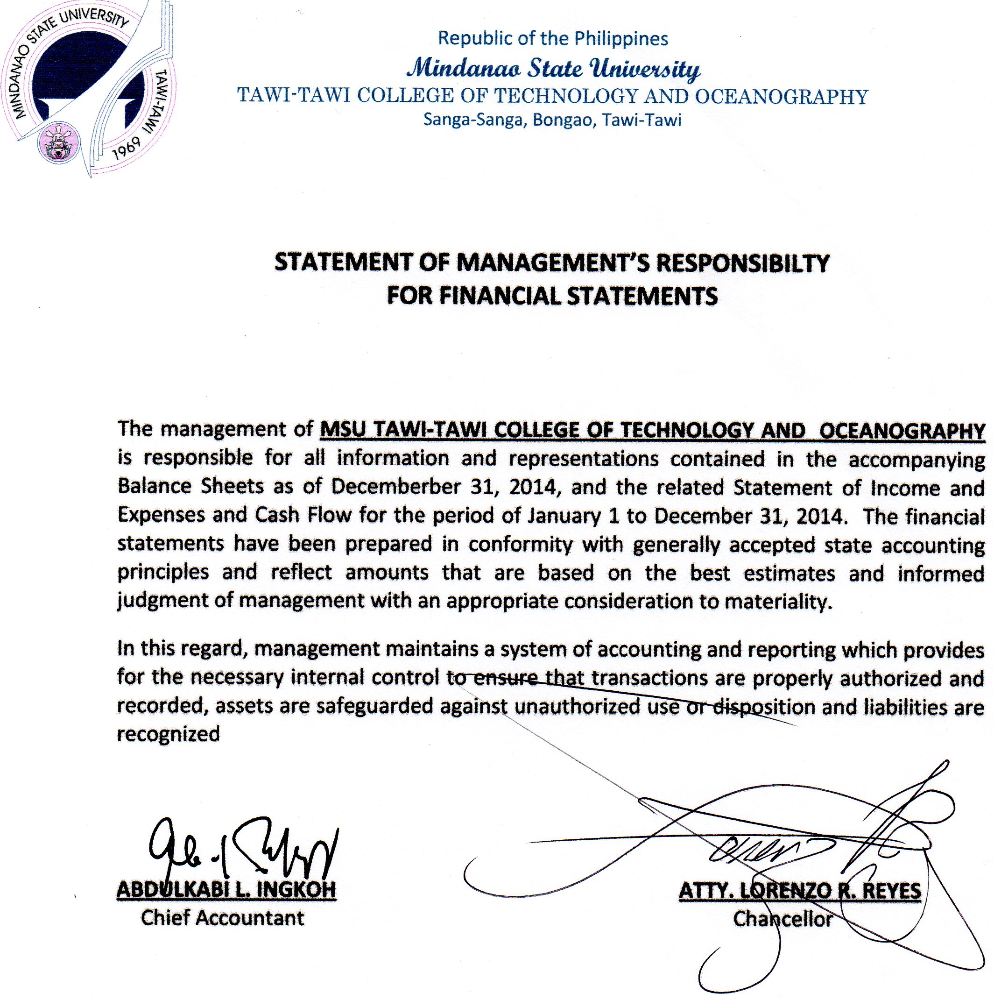 MINDANAO STATE UNIVERSITY
TAWI-TAWI
1969
Republic of the Philippines
Mindanao State University
TAWI-TAWI COLLEGE OF TECHNOLOGY AND OCEANOGRAPHY
Sanga-Sanga, Bongao, Tawi-Tawi
STATEMENT OF MANAGEMENT'S RESPONSIBILTY
FOR FINANCIAL STATEMENTS
The management of MSU TAWI-TAWI COLLEGE OF TECHNOLOGY AND OCEANOGRAPHY
is responsible for all information and representations contained in the accompanying
Balance Sheets as of Decemberber 31, 2014, and the related Statement of Income and
Expenses and Cash Flow for the period of January 1 to December 31, 2014. The financial
statements have been prepared in conformity with generally accepted state accounting
principles and reflect amounts that are based on the best estimates and informed
judgment of management with an appropriate consideration to materiality.
In this regard, management maintains a system of accounting and reporting which provides
for the necessary internal control to ensure that transactions are properly authorized and
recorded, assets are safeguarded against unauthorized use or disposition and liabilities are
recognized
ABDULKABI L. INGKOH
Chief Accountant
ATTY. LORENZO R. REYES
Chancellor